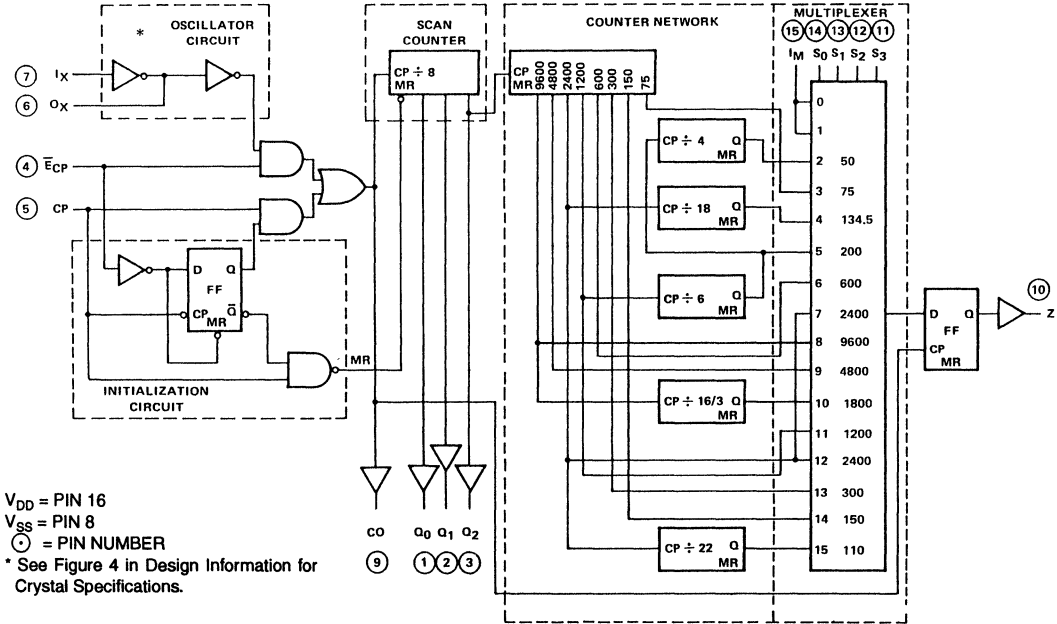 * OSCILLATOR CIRCUIT
SCAN COUNTER
COUNTER NETWORK
MULTIPLEXER
15 14 13 12 11
I_M S_0 S_1 S_2 S_3
7 I_X
6 O_X
4 E̅_CP
5 CP
CP ÷ 8
MR
CP
MR
9600 4800 2400 1200 600 300 150 75
CP ÷ 4 Q
MR
CP ÷ 18 Q
MR
CP ÷ 6 Q
MR
CP ÷ 16/3 Q
MR
CP ÷ 22 Q
MR
0
1
2 50
3 75
4 134.5
5 200
6 600
7 2400
8 9600
9 4800
10 1800
11 1200
12 2400
13 300
14 150
15 110
D Q
FF
CP
MR
10
Z
D Q
FF
CP Q̅
MR
MR
INITIALIZATION CIRCUIT
CO Q_0 Q_1 Q_2
9 1 2 3
V_DD = PIN 16
V_SS = PIN 8
⊙ = PIN NUMBER
* See Figure 4 in Design Information for
Crystal Specifications.